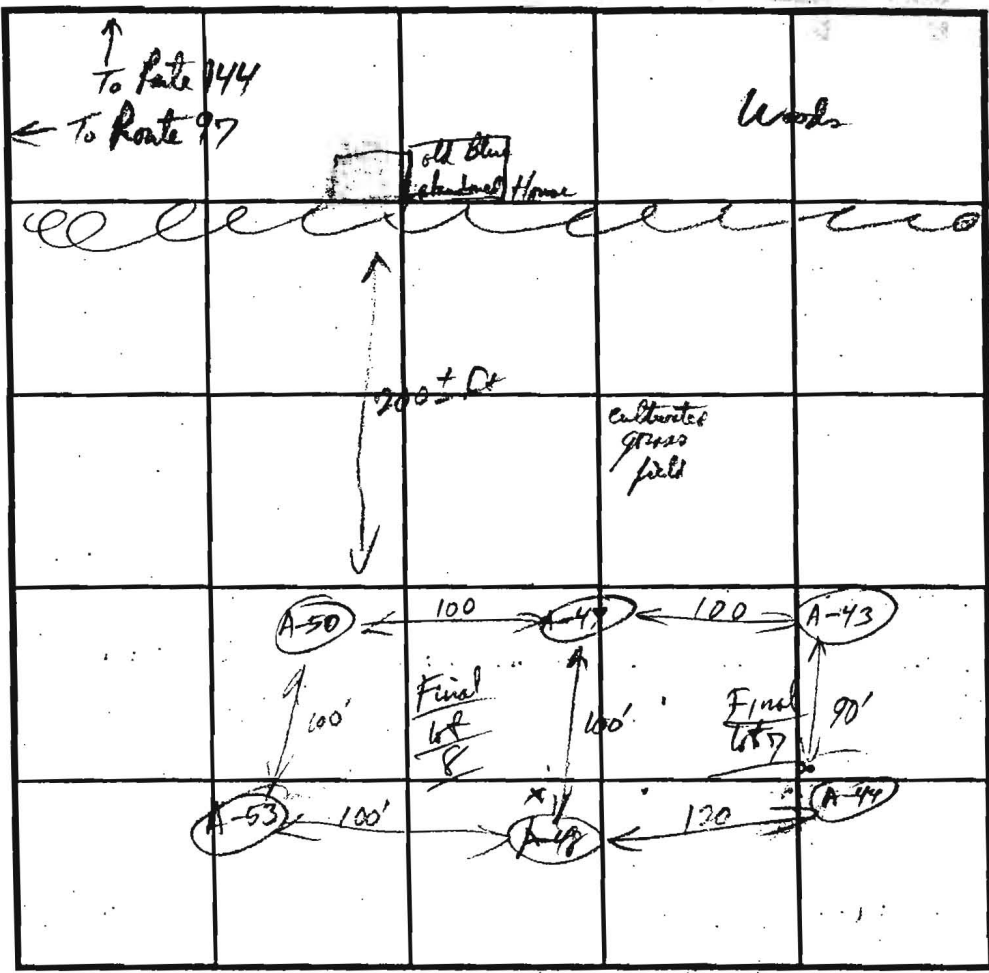 To Route 144
To Route 97
Woods
old Blue
abandoned House
200 ± Ft
cultivated
grass
field
A-50
100
A-47
100
A-43
100'
Final
lot
8
100'
Final
lot 7
90'
A-53
100'
x
A-48
120
A-44